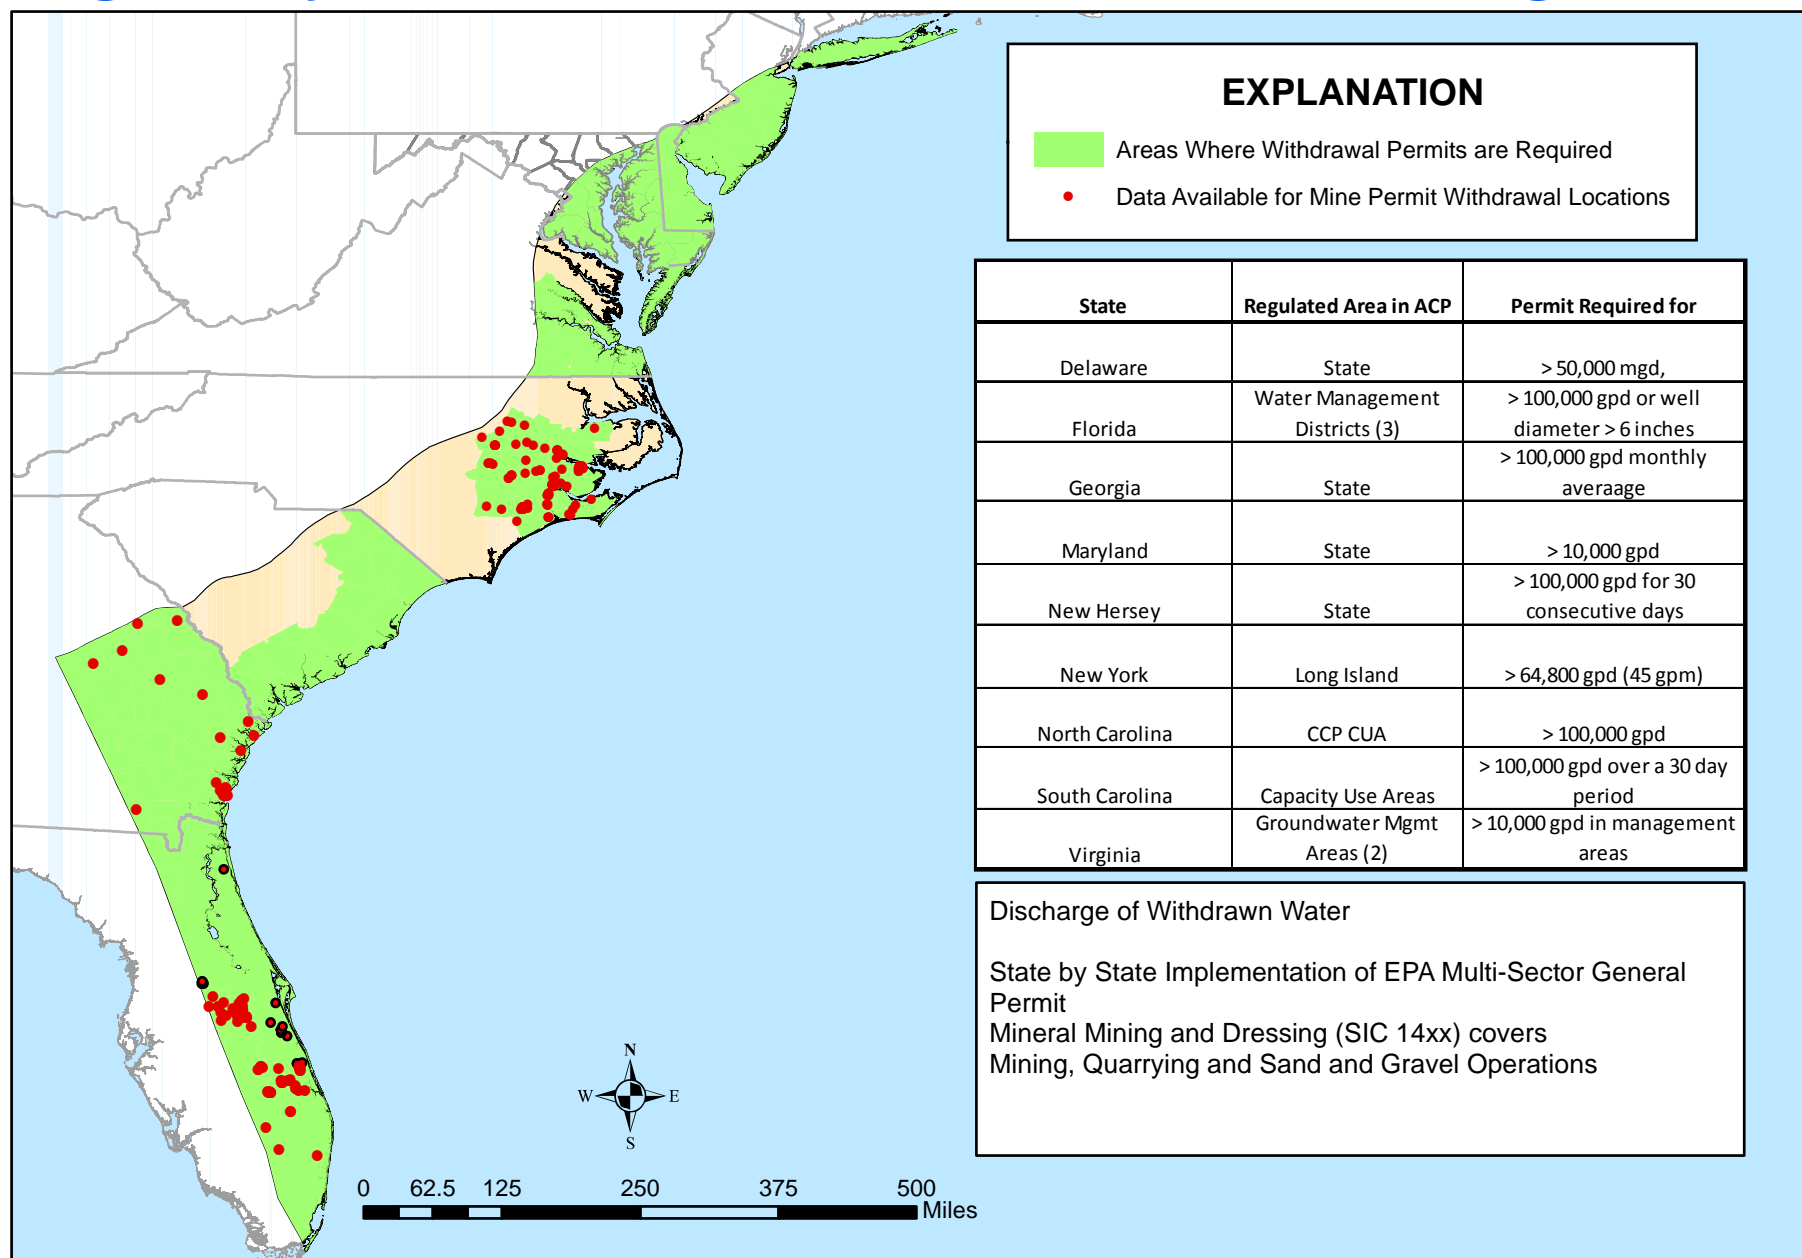 EXPLANATION
Areas Where Withdrawal Permits are Required
Data Available for Mine Permit Withdrawal Locations
State Regulated Area in ACP Permit Required for
Delaware State > 50,000 mgd,
Florida Water Management Districts (3) > 100,000 gpd or well diameter > 6 inches
Georgia State > 100,000 gpd monthly averaage
Maryland State > 10,000 gpd
New Hersey State > 100,000 gpd for 30 consecutive days
New York Long Island > 64,800 gpd (45 gpm)
North Carolina CCP CUA > 100,000 gpd
South Carolina Capacity Use Areas > 100,000 gpd over a 30 day period
Virginia Groundwater Mgmt Areas (2) > 10,000 gpd in management areas
Discharge of Withdrawn Water
State by State Implementation of EPA Multi-Sector General
Permit
Mineral Mining and Dressing (SIC 14xx) covers
Mining, Quarrying and Sand and Gravel Operations
N
W E
S
0 62.5 125 250 375 500
Miles